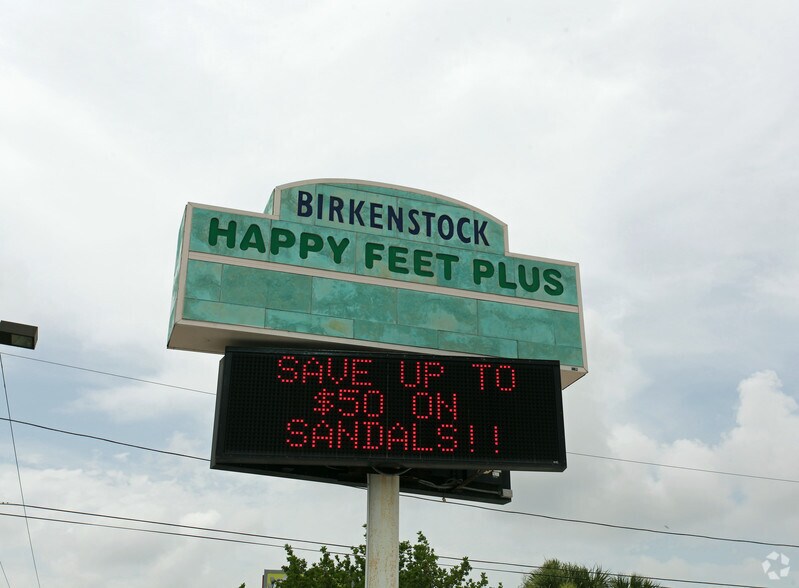 BIRKENSTOCK
HAPPY FEET PLUS
SAVE UP TO
$50 ON
SANDALS!!